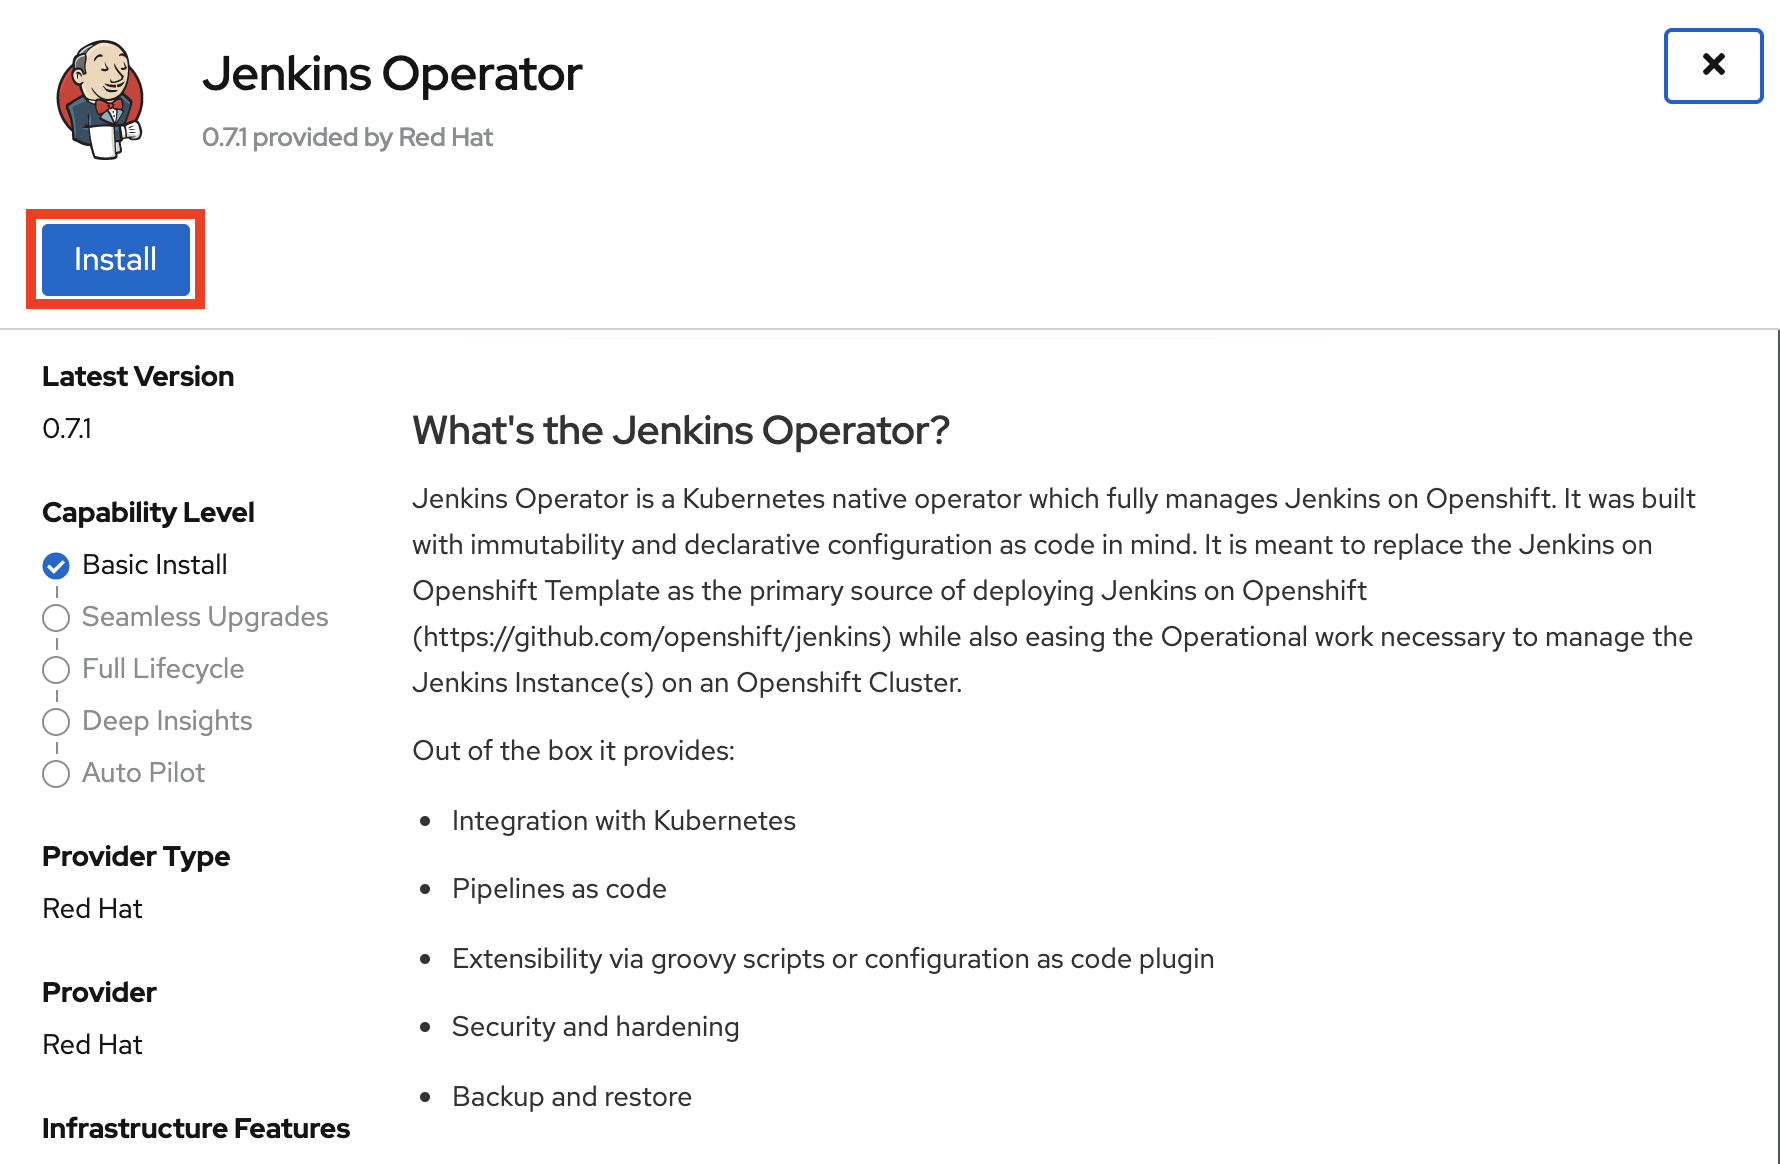 Jenkins Operator
0.7.1 provided by Red Hat
Install
Latest Version
0.7.1
Capability Level
Basic Install
Seamless Upgrades
Full Lifecycle
Deep Insights
Auto Pilot
Provider Type
Red Hat
Provider
Red Hat
Infrastructure Features
What's the Jenkins Operator?
Jenkins Operator is a Kubernetes native operator which fully manages Jenkins on Openshift. It was built
with immutability and declarative configuration as code in mind. It is meant to replace the Jenkins on
Openshift Template as the primary source of deploying Jenkins on Openshift
(https://github.com/openshift/jenkins) while also easing the Operational work necessary to manage the
Jenkins Instance(s) on an Openshift Cluster.
Out of the box it provides:
• Integration with Kubernetes
• Pipelines as code
• Extensibility via groovy scripts or configuration as code plugin
• Security and hardening
• Backup and restore